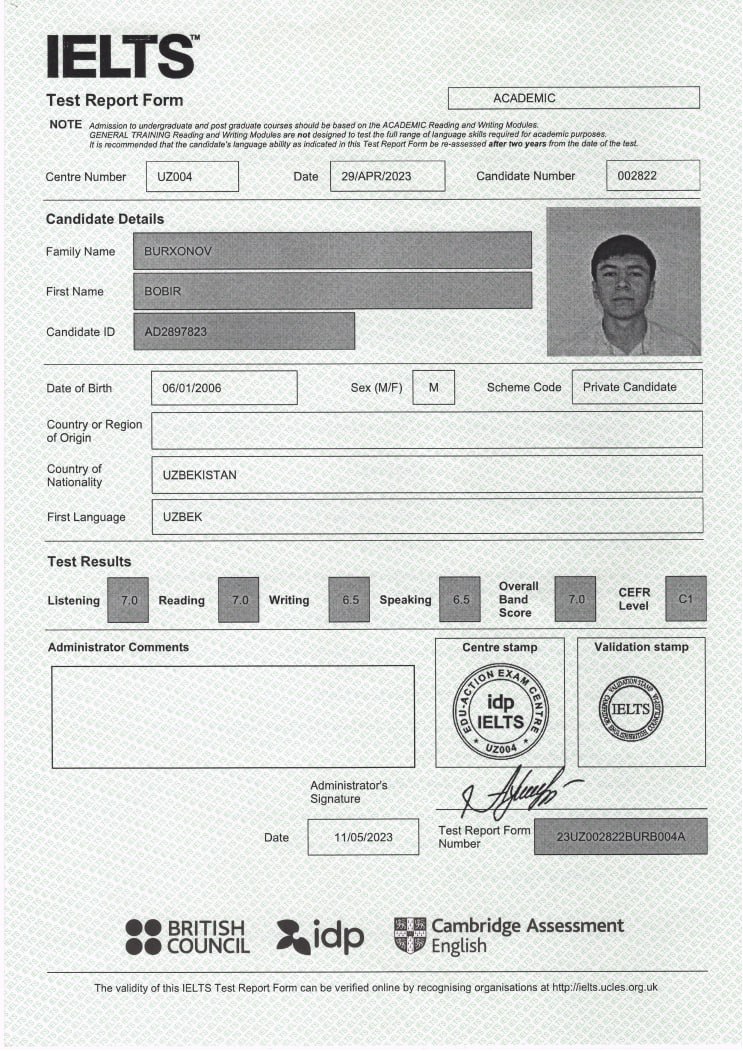 IELTS™
Test Report Form
ACADEMIC
NOTE Admission to undergraduate and post graduate courses should be based on the ACADEMIC Reading and Writing Modules.
GENERAL TRAINING Reading and Writing Modules are not designed to test the full range of language skills required for academic purposes.
It is recommended that the candidate's language ability as indicated in this Test Report Form be re-assessed after two years from the date of the test.
Centre Number UZ004 Date 29/APR/2023 Candidate Number 002822
Candidate Details
Family Name BURXONOV
First Name BOBIR
Candidate ID AD2897823
Date of Birth 06/01/2006 Sex (M/F) M Scheme Code Private Candidate
Country or Region
of Origin
Country of
Nationality UZBEKISTAN
First Language UZBEK
Test Results
Listening 7.0 Reading 7.0 Writing 6.5 Speaking 6.5 Overall Band Score 7.0 CEFR Level C1
Administrator Comments
Centre stamp
EDU-ACTION EXAM CENTRE
idp
IELTS
UZ004
Validation stamp
VALIDATION STAMP
IELTS
Administrator's
Signature
Date 11/05/2023
Test Report Form
Number 23UZ002822BURB004A
BRITISH
COUNCIL
idp
Cambridge Assessment
English
The validity of this IELTS Test Report Form can be verified online by recognising organisations at http://ielts.ucles.org.uk